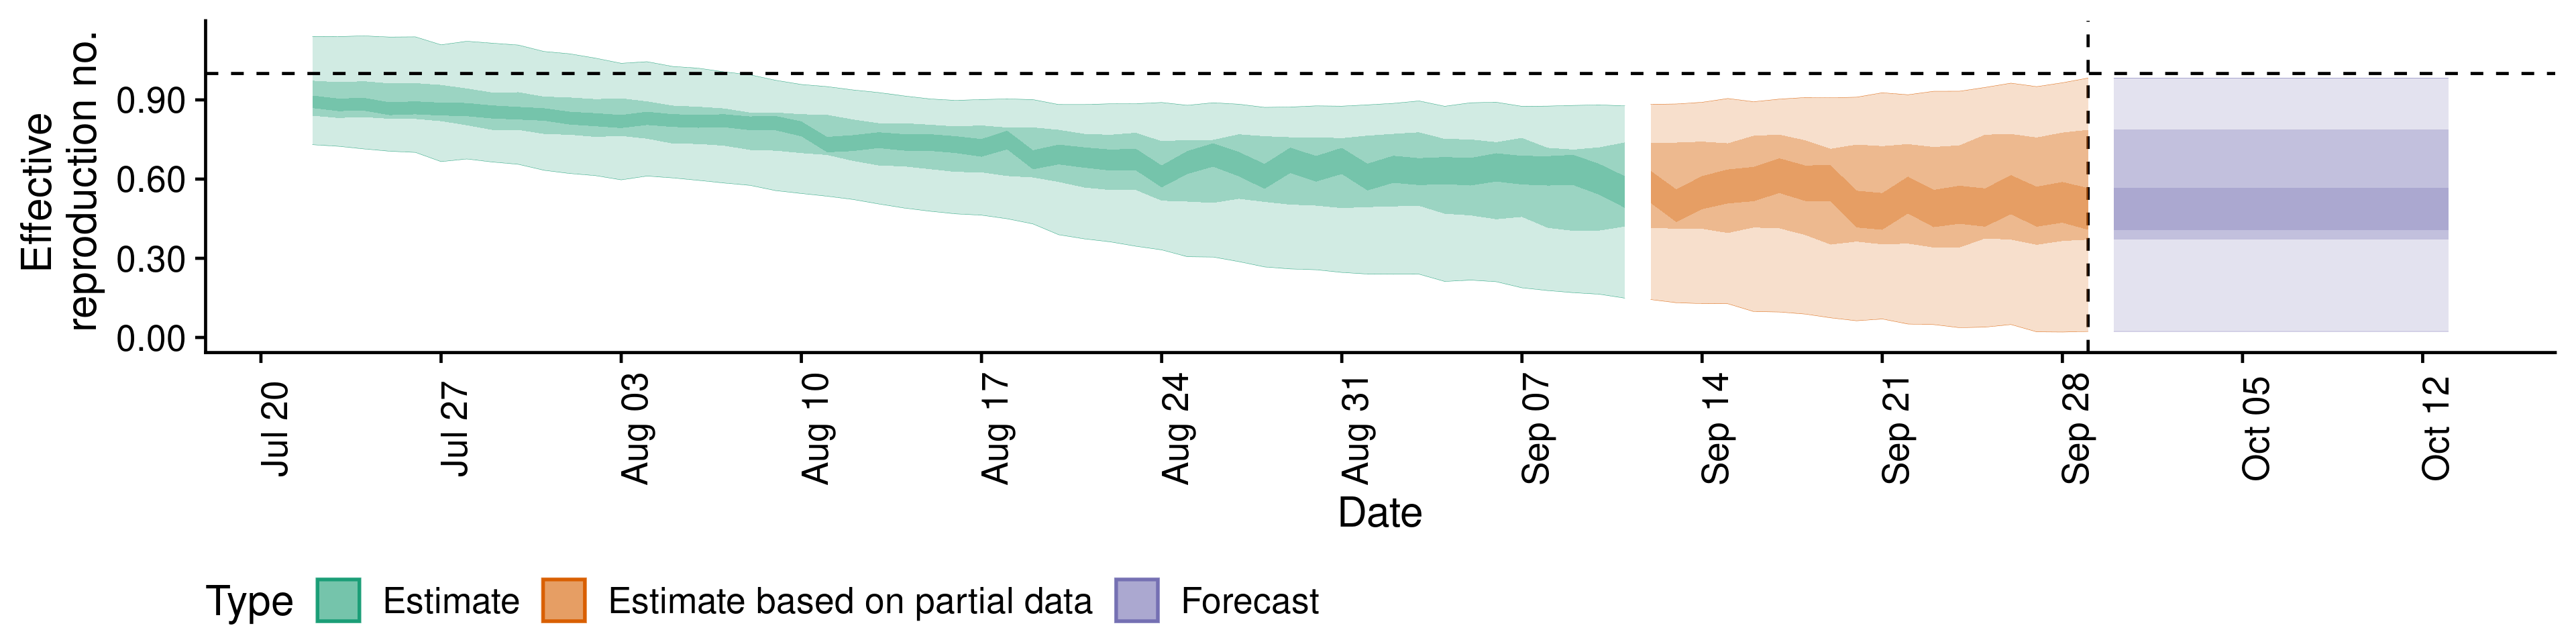 Effective
reproduction no.
0.90
0.60
0.30
0.00
Jul 20
Jul 27
Aug 03
Aug 10
Aug 17
Aug 24
Aug 31
Sep 07
Sep 14
Sep 21
Sep 28
Oct 05
Oct 12
Date
Type Estimate Estimate based on partial data Forecast